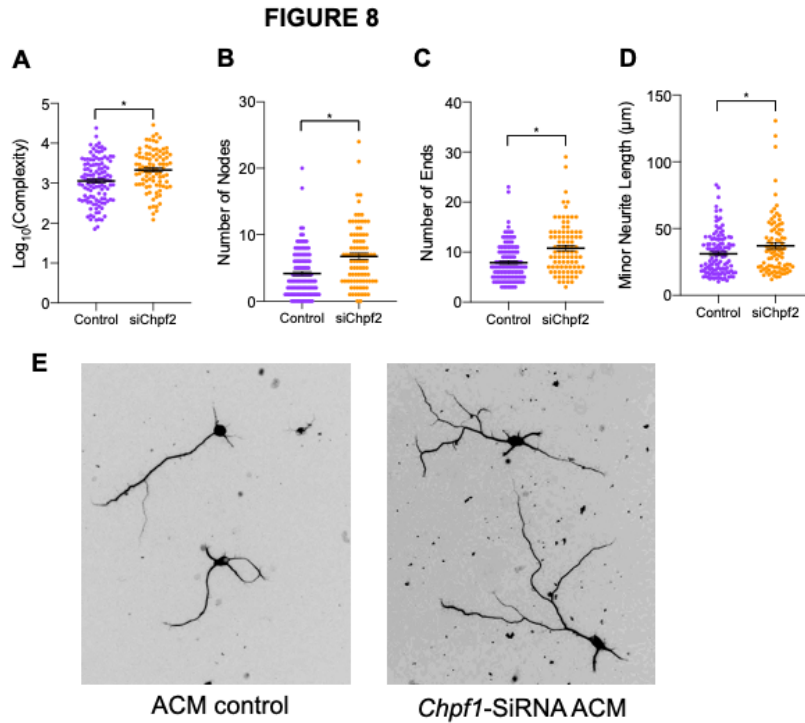 FIGURE 8
A
Log10(Complexity)
5
4
3
2
1
0
*
Control
siChpf2
B
Number of Nodes
30
20
10
0
*
Control
siChpf2
C
Number of Ends
40
30
20
10
0
*
Control
siChpf2
D
Minor Neurite Length (µm)
150
100
50
0
*
Control
siChpf2
E
ACM control
Chpf1-SiRNA ACM